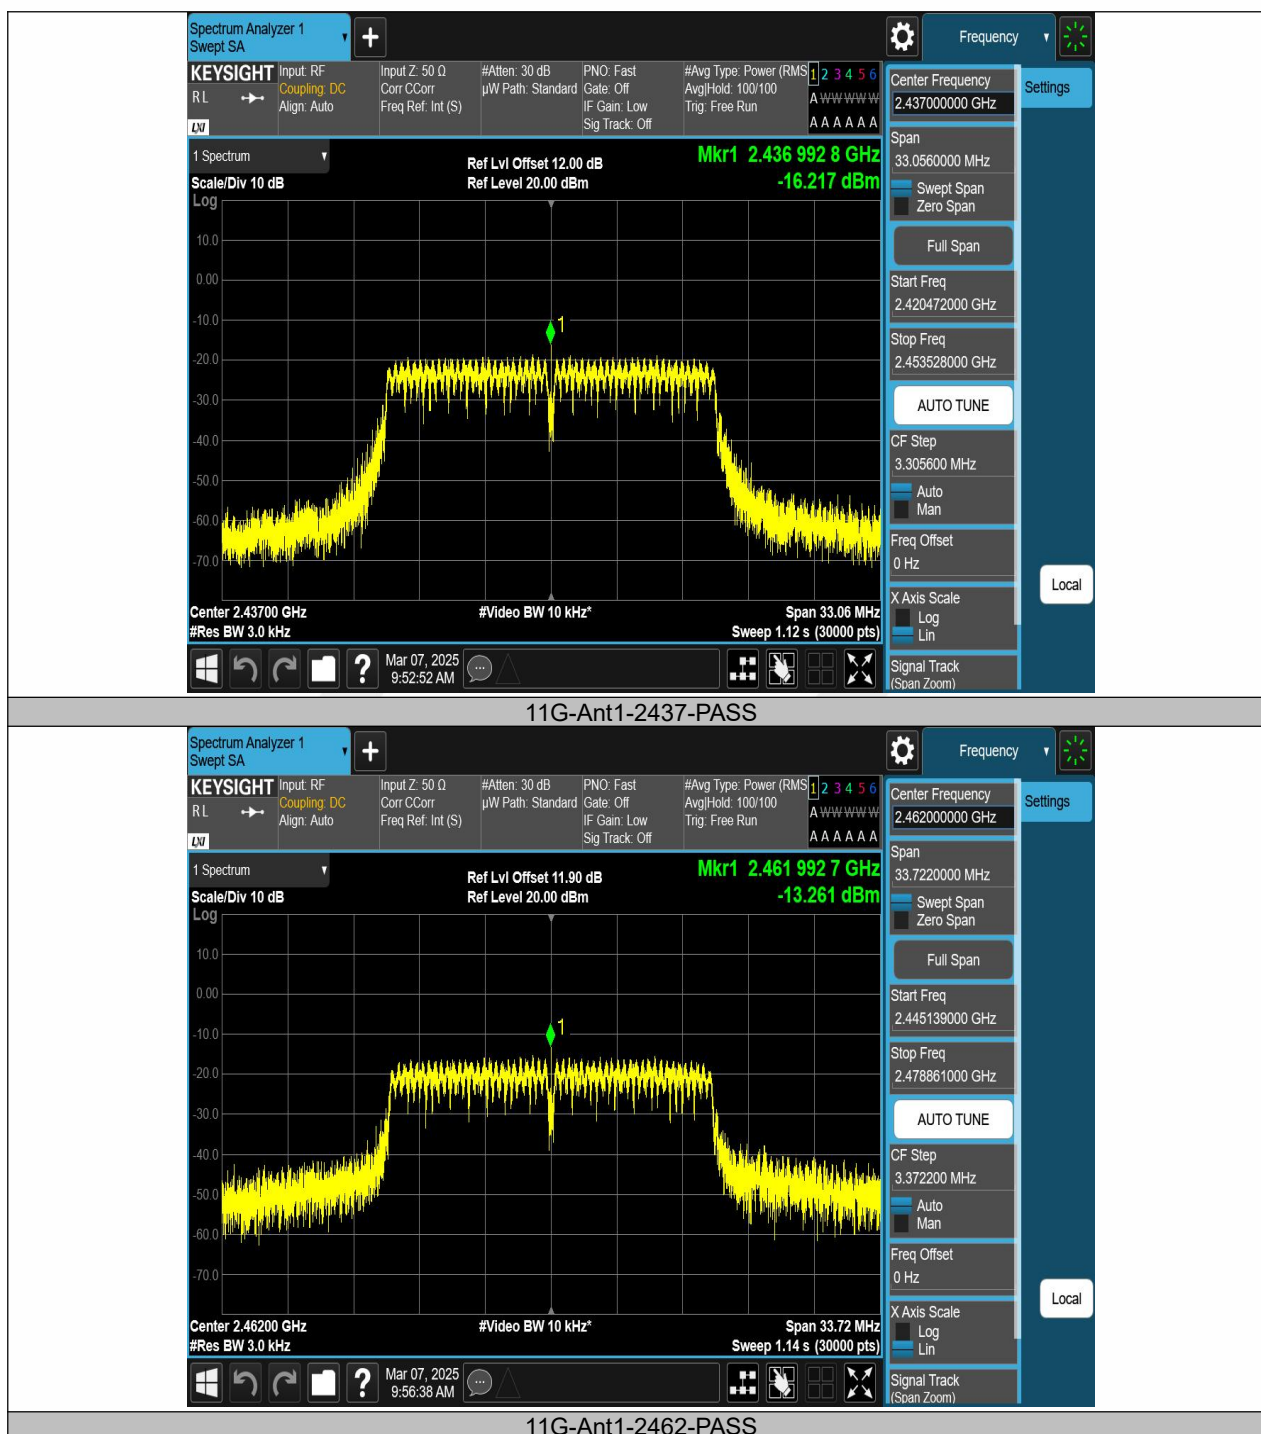 Spectrum Analyzer 1
Swept SA
+
Frequency
KEYSIGHT
RL
LXI
Input: RF
Coupling: DC
Align: Auto
Input Z: 50 Ω
Corr CCorr
Freq Ref: Int (S)
#Atten: 30 dB
µW Path: Standard
PNO: Fast
Gate: Off
IF Gain: Low
Sig Track: Off
#Avg Type: Power (RMS
Avg|Hold: 100/100
Trig: Free Run
1 2 3 4 5 6
A W W W W W
A A A A A A
1 Spectrum
Scale/Div 10 dB
Log
Ref Lvl Offset 12.00 dB
Ref Level 20.00 dBm
Mkr1 2.436 992 8 GHz
-16.217 dBm
10.0
0.00
-10.0
-20.0
-30.0
-40.0
-50.0
-60.0
-70.0
1
Center 2.43700 GHz
#Res BW 3.0 kHz
#Video BW 10 kHz*
Span 33.06 MHz
Sweep 1.12 s (30000 pts)
?
Mar 07, 2025
9:52:52 AM
Center Frequency
2.437000000 GHz
Span
33.0560000 MHz
Swept Span
Zero Span
Full Span
Start Freq
2.420472000 GHz
Stop Freq
2.453528000 GHz
AUTO TUNE
CF Step
3.305600 MHz
Auto
Man
Freq Offset
0 Hz
X Axis Scale
Log
Lin
Signal Track
(Span Zoom)
Settings
Local
11G-Ant1-2437-PASS
Spectrum Analyzer 1
Swept SA
+
Frequency
KEYSIGHT
RL
LXI
Input: RF
Coupling: DC
Align: Auto
Input Z: 50 Ω
Corr CCorr
Freq Ref: Int (S)
#Atten: 30 dB
µW Path: Standard
PNO: Fast
Gate: Off
IF Gain: Low
Sig Track: Off
#Avg Type: Power (RMS
Avg|Hold: 100/100
Trig: Free Run
1 2 3 4 5 6
A W W W W W
A A A A A A
1 Spectrum
Scale/Div 10 dB
Log
Ref Lvl Offset 11.90 dB
Ref Level 20.00 dBm
Mkr1 2.461 992 7 GHz
-13.261 dBm
10.0
0.00
-10.0
-20.0
-30.0
-40.0
-50.0
-60.0
-70.0
1
Center 2.46200 GHz
#Res BW 3.0 kHz
#Video BW 10 kHz*
Span 33.72 MHz
Sweep 1.14 s (30000 pts)
?
Mar 07, 2025
9:56:38 AM
Center Frequency
2.462000000 GHz
Span
33.7220000 MHz
Swept Span
Zero Span
Full Span
Start Freq
2.445139000 GHz
Stop Freq
2.478861000 GHz
AUTO TUNE
CF Step
3.372200 MHz
Auto
Man
Freq Offset
0 Hz
X Axis Scale
Log
Lin
Signal Track
(Span Zoom)
Settings
Local
11G-Ant1-2462-PASS